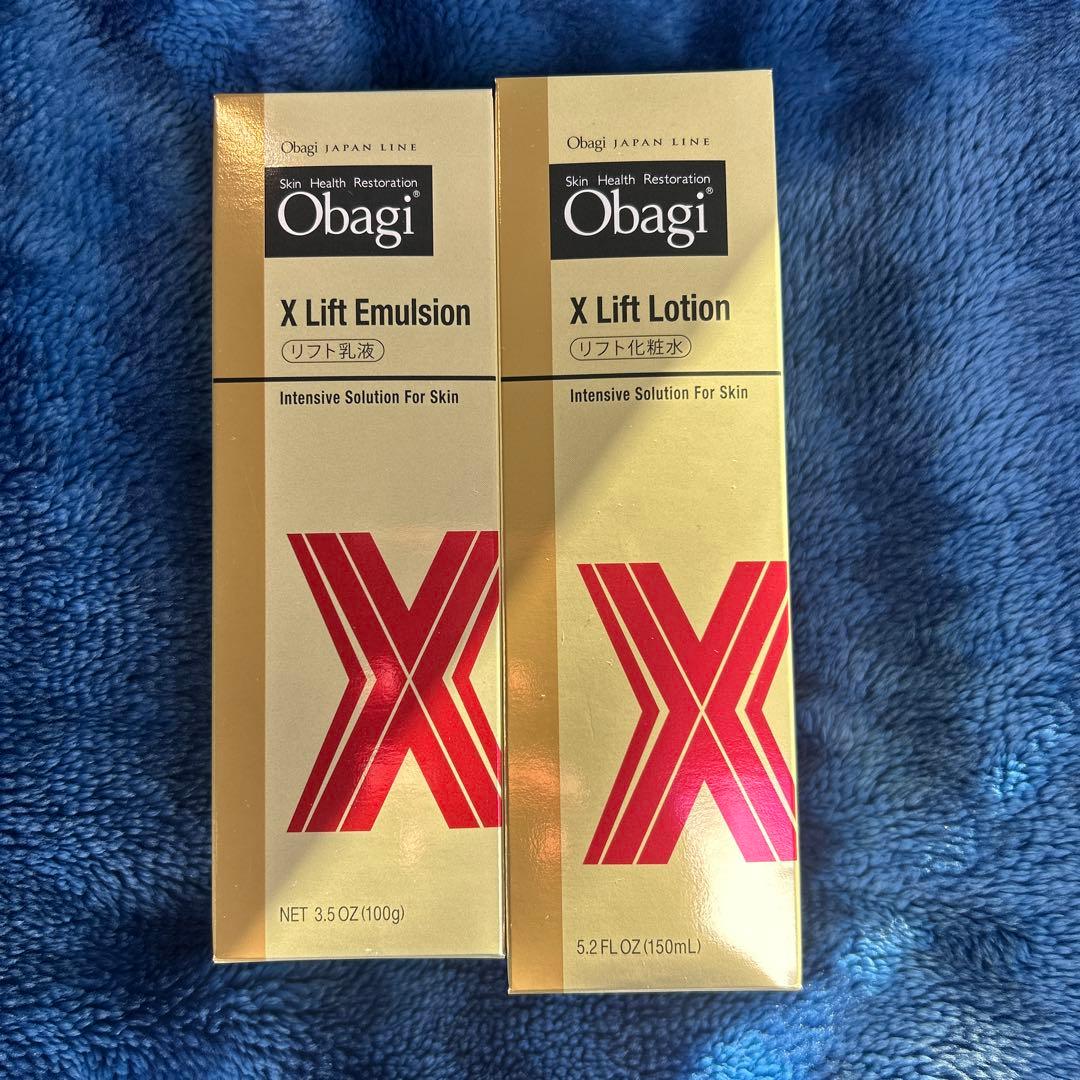 Obagi JAPAN LINE
Skin Health Restoration
Obagi®
X Lift Emulsion
リフト乳液
Intensive Solution For Skin
X
NET 3.5 OZ (100g)
Obagi JAPAN LINE
Skin Health Restoration
Obagi®
X Lift Lotion
リフト化粧水
Intensive Solution For Skin
X
5.2 FL OZ (150mL)